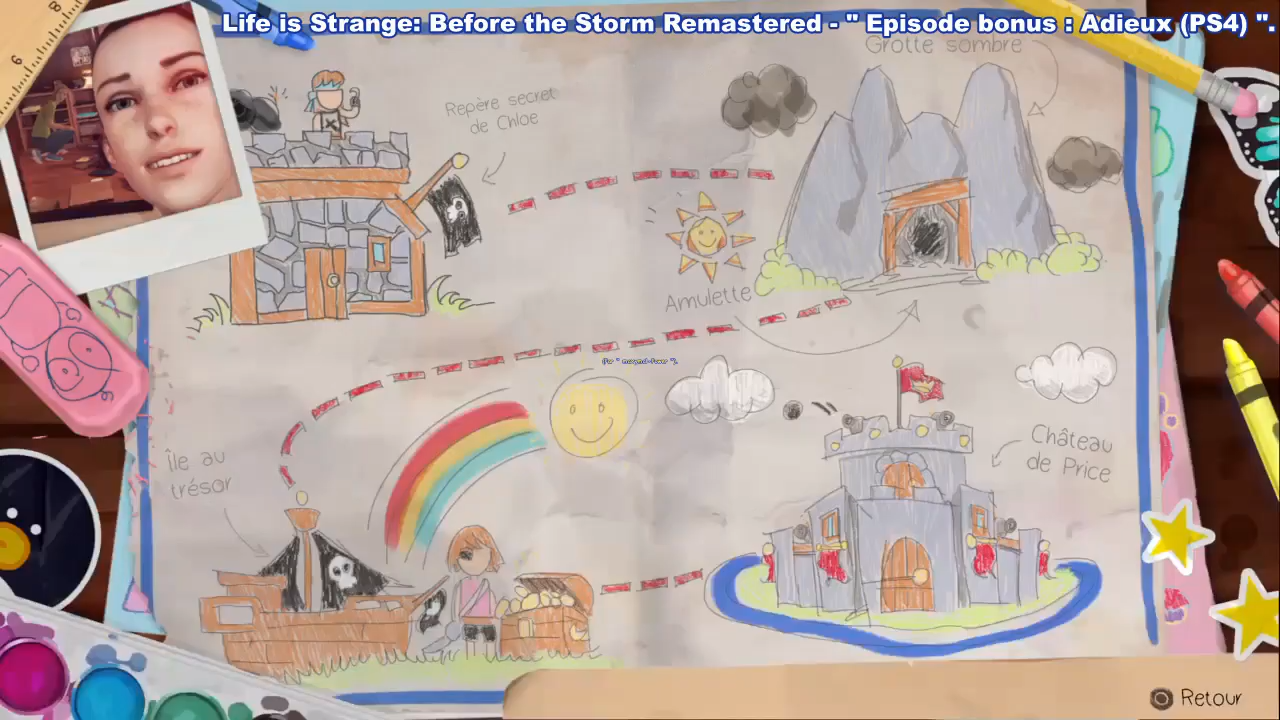 Life is Strange: Before the Storm Remastered - " Episode bonus : Adieux (PS4) ".
Grotte sombre
Repère secret
de Chloe
Amulette
Château
de Price
Île au
trésor
Retour